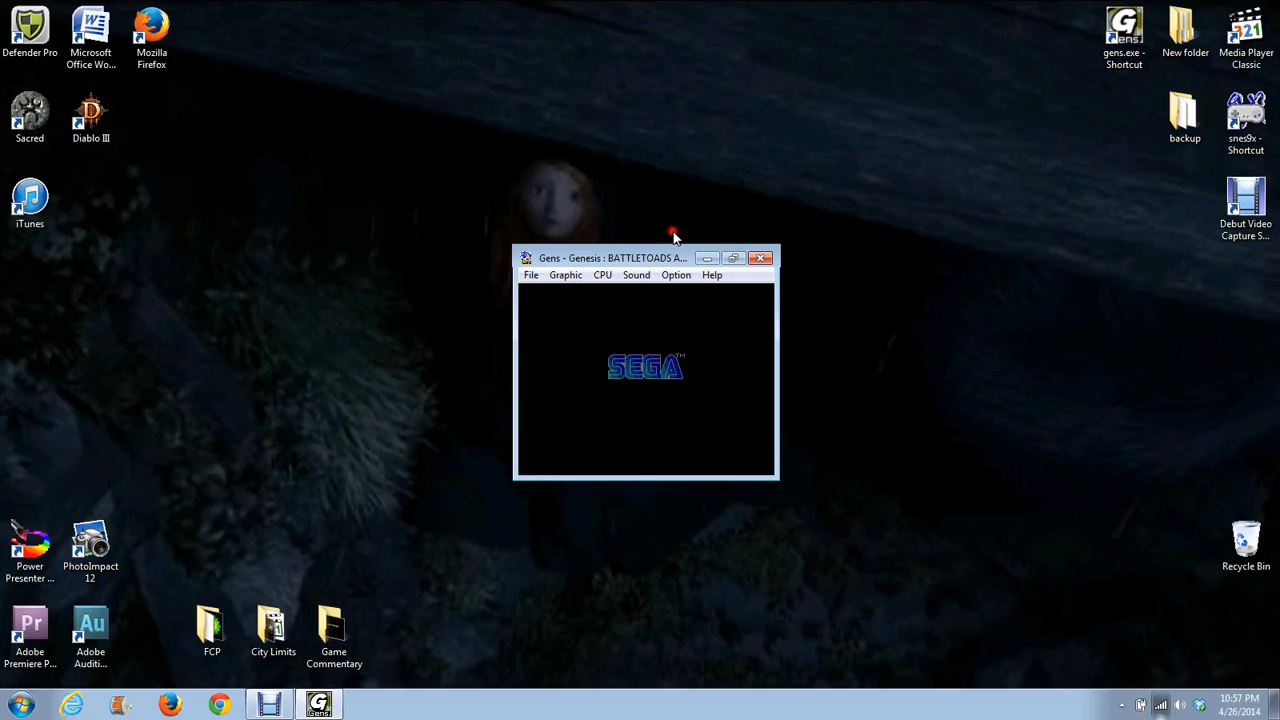 Defender Pro
Microsoft
Office Wo...
Mozilla
Firefox
gens.exe -
Shortcut
New folder
Media Player
Classic
Sacred
Diablo III
backup
snes9x -
Shortcut
iTunes
Debut Video
Capture S...
Gens - Genesis : BATTLETOADS A...
File Graphic CPU Sound Option Help
SEGA™
Power
Presenter ...
PhotoImpact
12
Recycle Bin
Adobe
Premiere P...
Adobe
Auditi...
FCP
City Limits
Game
Commentary
10:57 PM
4/26/2014